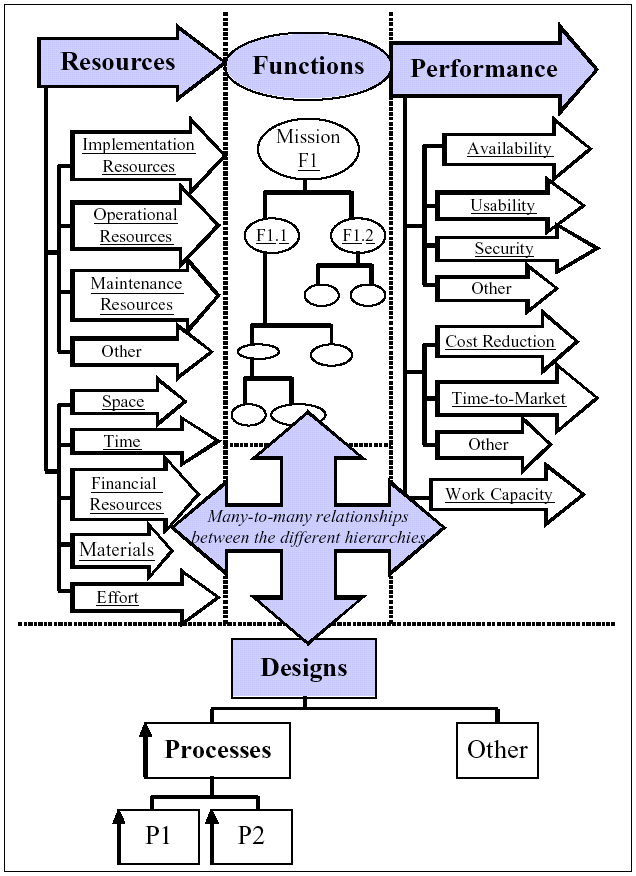 Resources
Functions
Performance
Implementation
Resources
Operational
Resources
Maintenance
Resources
Other
Space
Time
Financial
Resources
Materials
Effort
Mission
F1
F1.1
F1.2
Availability
Usability
Security
Other
Cost Reduction
Time-to-Market
Other
Work Capacity
Many-to-many relationships
between the different hierarchies
Designs
Processes
Other
P1
P2